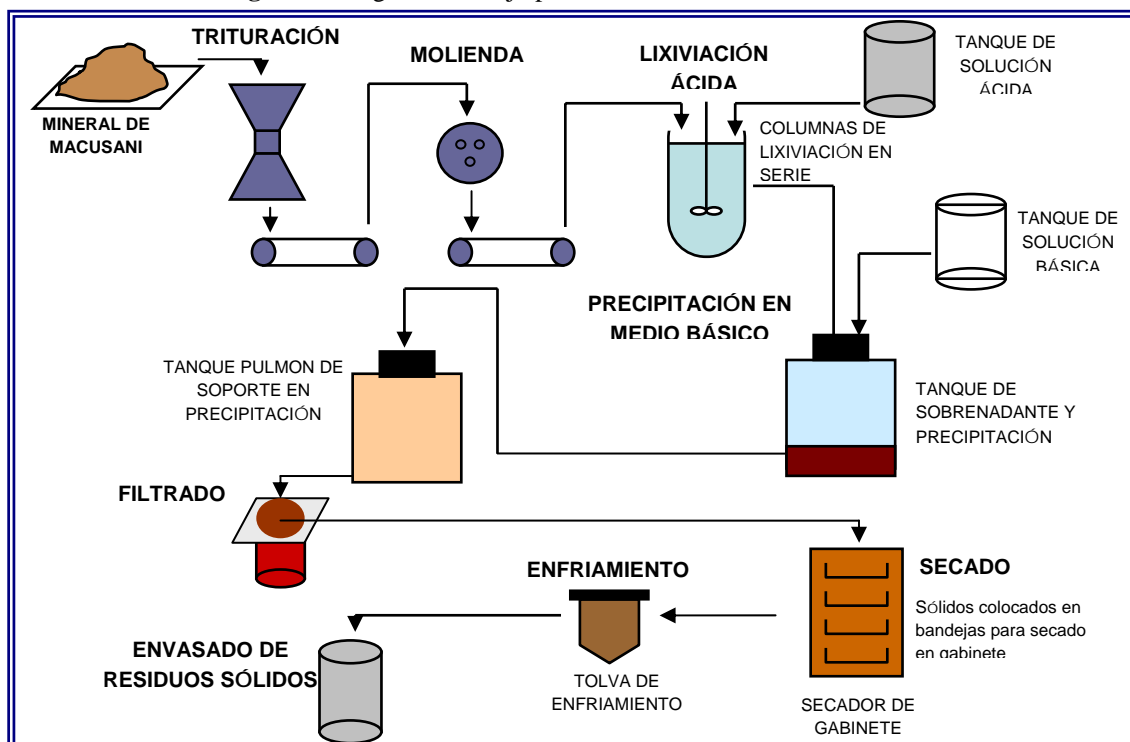 TRITURACIÓN
MOLIENDA
LIXIVIACIÓN
ÁCIDA
TANQUE DE
SOLUCIÓN
ÁCIDA
MINERAL DE
MACUSANI
COLUMNAS DE
LIXIVIACIÓN EN
SERIE
TANQUE DE
SOLUCIÓN
BÁSICA
PRECIPITACIÓN EN
MEDIO BÁSICO
TANQUE PULMON DE
SOPORTE EN
PRECIPITACIÓN
TANQUE DE
SOBRENADANTE Y
PRECIPITACIÓN
FILTRADO
ENFRIAMIENTO
SECADO
Sólidos colocados en
bandejas para secado
en gabinete
ENVASADO DE
RESIDUOS SÓLIDOS
TOLVA DE
ENFRIAMIENTO
SECADOR DE
GABINETE